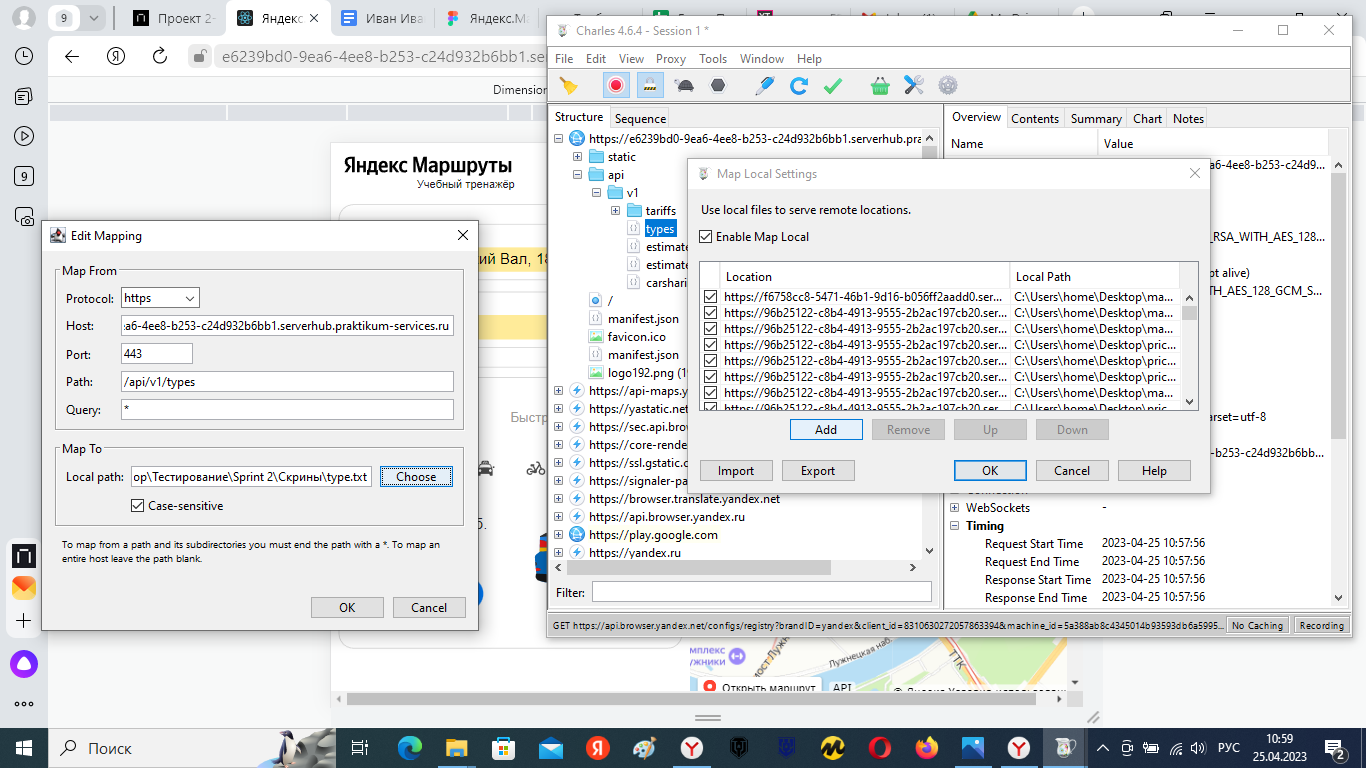 9
Проект 2-
Яндекс.
Иван Ива
Яндекс.М
e6239bd0-9ea6-4ee8-b253-c24d932b6bb1.ser
Dimension
Яндекс Маршруты
Учебный тренажёр
ий Вал, 18
Быстр
б.
9
Edit Mapping
Map From
Protocol:
https
Host:
a6-4ee8-b253-c24d932b6bb1.serverhub.praktikum-services.ru
Port:
443
Path:
/api/v1/types
Query:
*
Map To
Local path:
op\Тестирование\Sprint 2\Скрины\type.txt
Choose
Case-sensitive
To map from a path and its subdirectories you must end the path with a *. To map an
entire host leave the path blank.
OK
Cancel
Charles 4.6.4 - Session 1 *
File Edit View Proxy Tools Window Help
Structure
Sequence
https://e6239bd0-9ea6-4ee8-b253-c24d932b6bb1.serverhub.pra
static
api
v1
tariffs
types
estimate
estimate
carshari
/
manifest.json
favicon.ico
manifest.json
logo192.png (19
https://api-maps.y
https://yastatic.net
https://sec.api.brow
https://core-rende
https://ssl.gstatic.c
https://signaler-pa
https://browser.translate.yandex.net
https://api.browser.yandex.ru
https://play.google.com
https://yandex.ru
Filter:
Overview
Contents
Summary
Chart
Notes
Name
Value
a6-4ee8-b253-c24d9...
_RSA_WITH_AES_128...
pt alive)
TH_AES_128_GCM_S...
arset=utf-8
-c24d932b6bb...
Connection
WebSockets
-
Timing
Request Start Time
2023-04-25 10:57:56
Request End Time
2023-04-25 10:57:56
Response Start Time
2023-04-25 10:57:56
Response End Time
2023-04-25 10:57:56
Map Local Settings
Use local files to serve remote locations.
Enable Map Local
Location
Local Path
https://f6758cc8-5471-46b1-9d16-b056ff2aadd0.ser...
C:\Users\home\Desktop\ma...
https://96b25122-c8b4-4913-9555-2b2ac197cb20.ser...
C:\Users\home\Desktop\ma...
https://96b25122-c8b4-4913-9555-2b2ac197cb20.ser...
C:\Users\home\Desktop\ma...
https://96b25122-c8b4-4913-9555-2b2ac197cb20.ser...
C:\Users\home\Desktop\pric...
https://96b25122-c8b4-4913-9555-2b2ac197cb20.ser...
C:\Users\home\Desktop\pric...
https://96b25122-c8b4-4913-9555-2b2ac197cb20.ser...
C:\Users\home\Desktop\pric...
https://96b25122-c8b4-4913-9555-2b2ac197cb20.ser...
C:\Users\home\Desktop\ma...
https://96b25122-c8b4-4913-9555-2b2ac197cb20.ser...
C:\Users\home\Desktop\pric...
Add
Remove
Up
Down
Import
Export
OK
Cancel
Help
GET https://api.browser.yandex.net/configs/registry?brandID=yandex&client_id=8310630272057863394&machine_id=5a388ab8c4345014b93593db6a5995...
No Caching
Recording
мплекс
жники
мост Лужн
Лужнецкая наб.
ТТК
Открыть маршрут
API
Поиск
РУС
10:59
25.04.2023
2